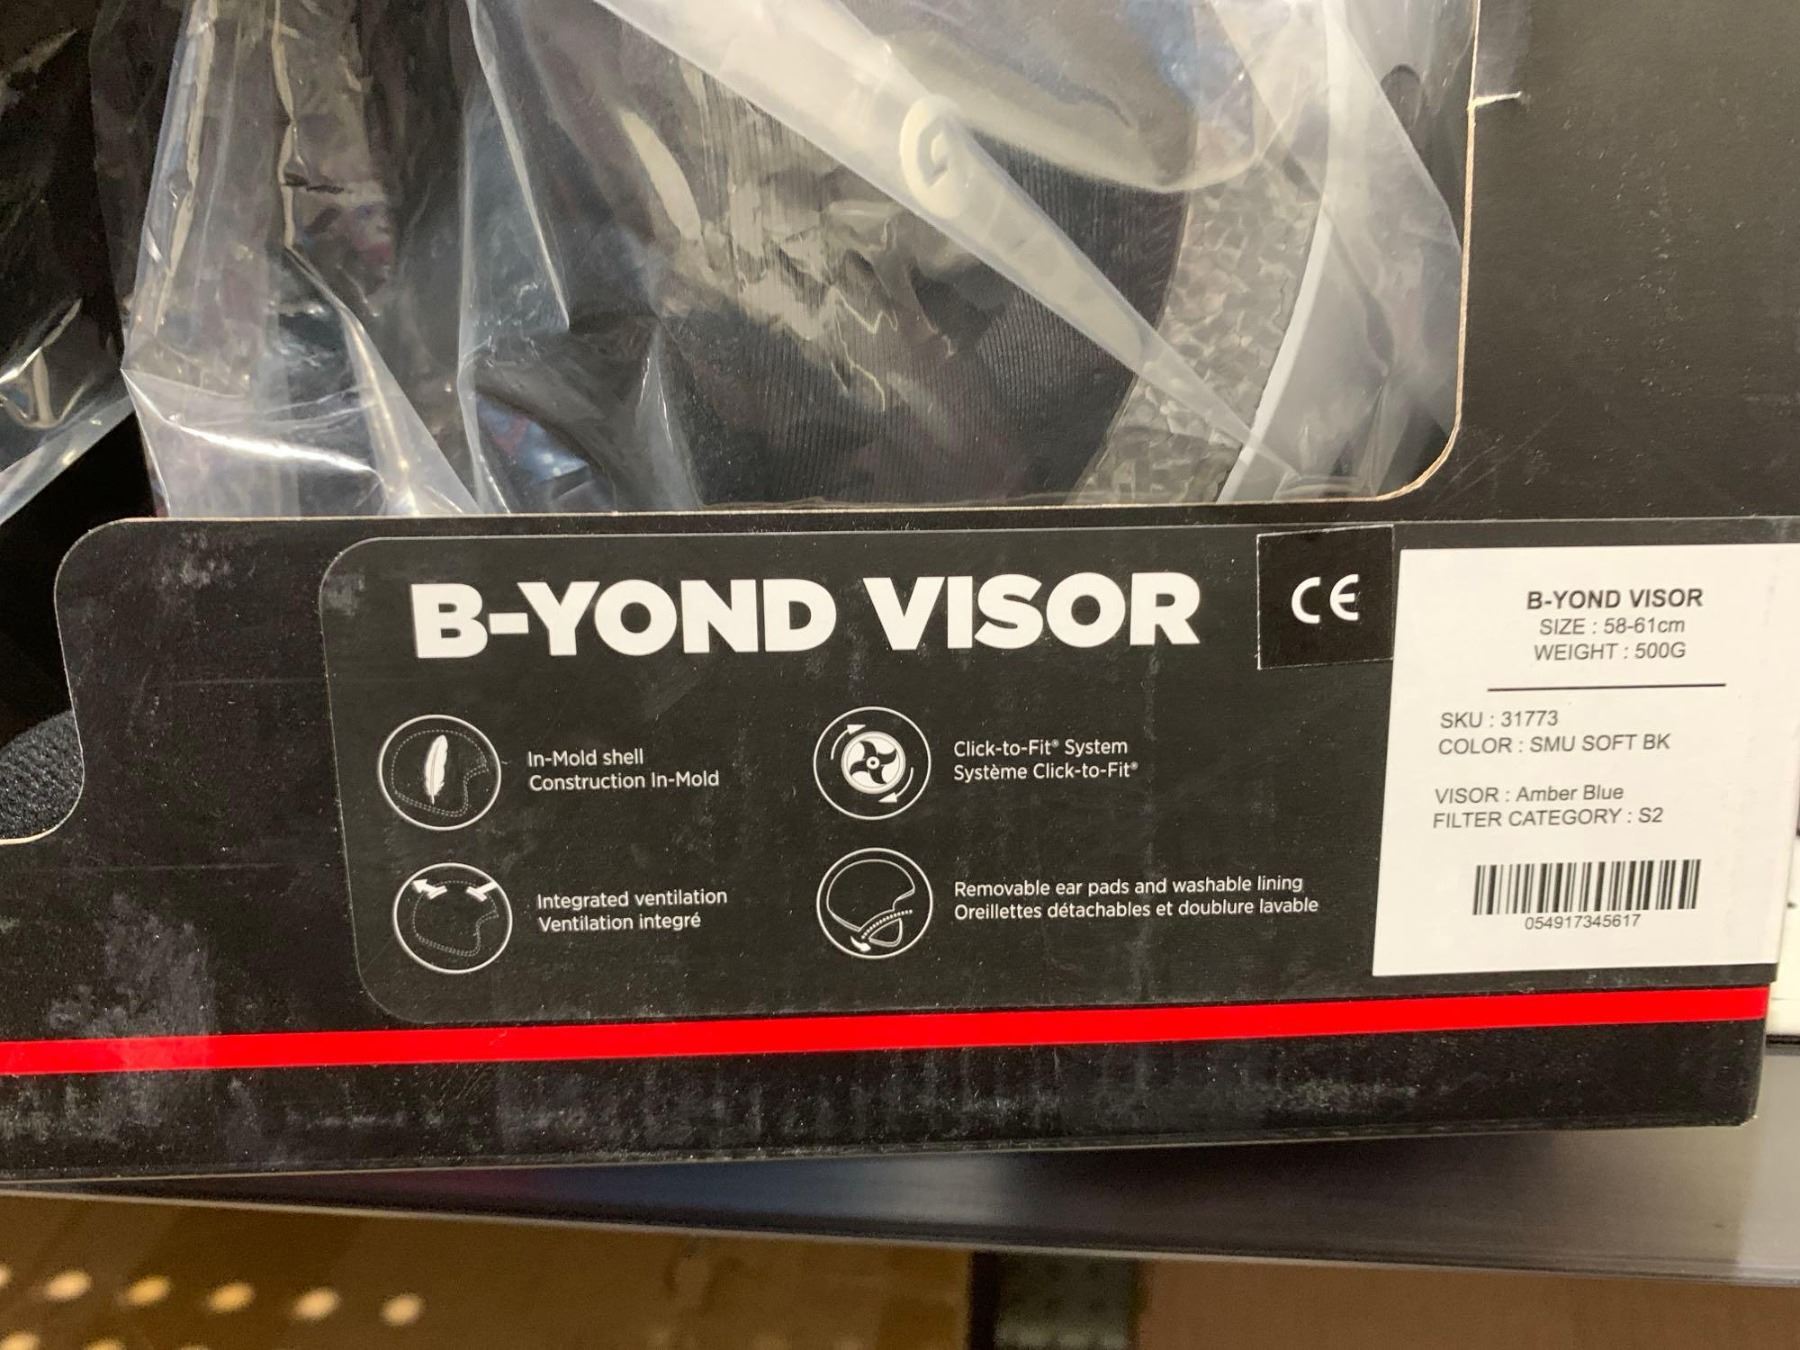 B-YOND VISOR
CE
In-Mold shell
Construction In-Mold
Click-to-Fit® System
Système Click-to-Fit®
Integrated ventilation
Ventilation integré
Removable ear pads and washable lining
Oreillettes détachables et doublure lavable
B-YOND VISOR
SIZE : 58-61cm
WEIGHT : 500G
SKU : 31773
COLOR : SMU SOFT BK
VISOR : Amber Blue
FILTER CATEGORY : S2
054917345617